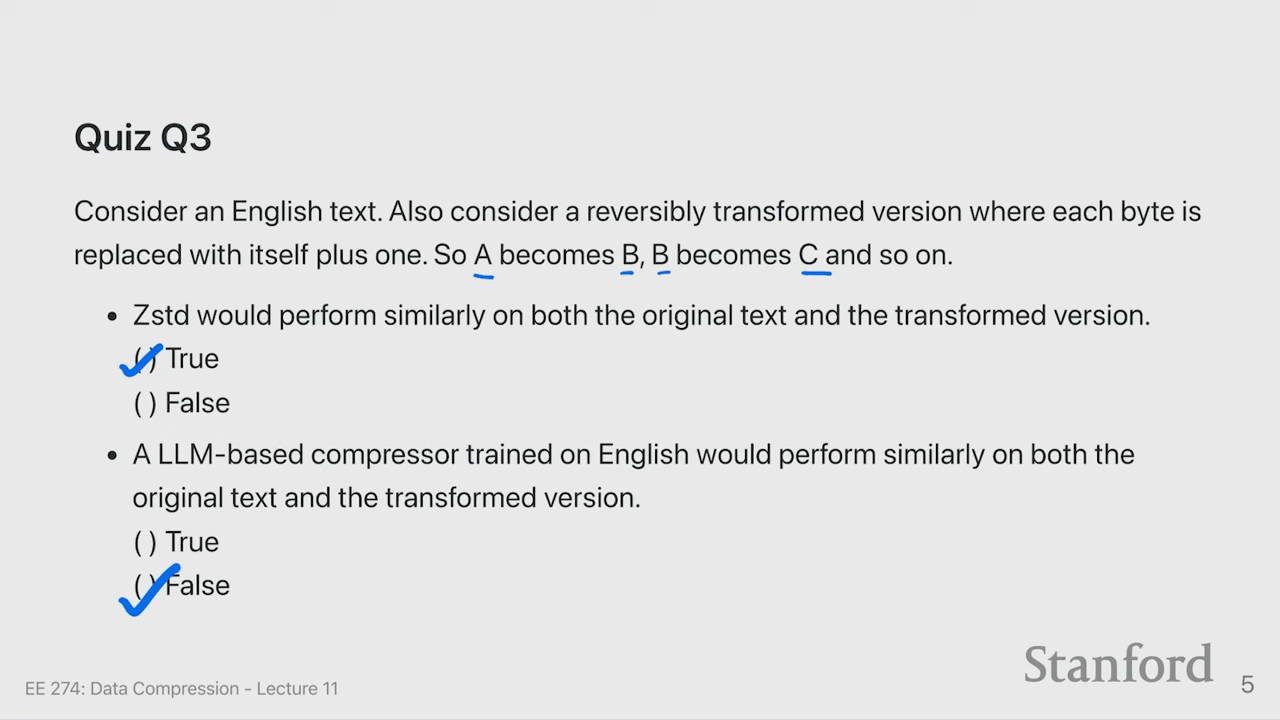 Quiz Q3
Consider an English text. Also consider a reversibly transformed version where each byte is
replaced with itself plus one. So A becomes B, B becomes C and so on.
• Zstd would perform similarly on both the original text and the transformed version.
( ) True
( ) False
• A LLM-based compressor trained on English would perform similarly on both the
original text and the transformed version.
( ) True
( ) False
Stanford
EE 274: Data Compression - Lecture 11
5